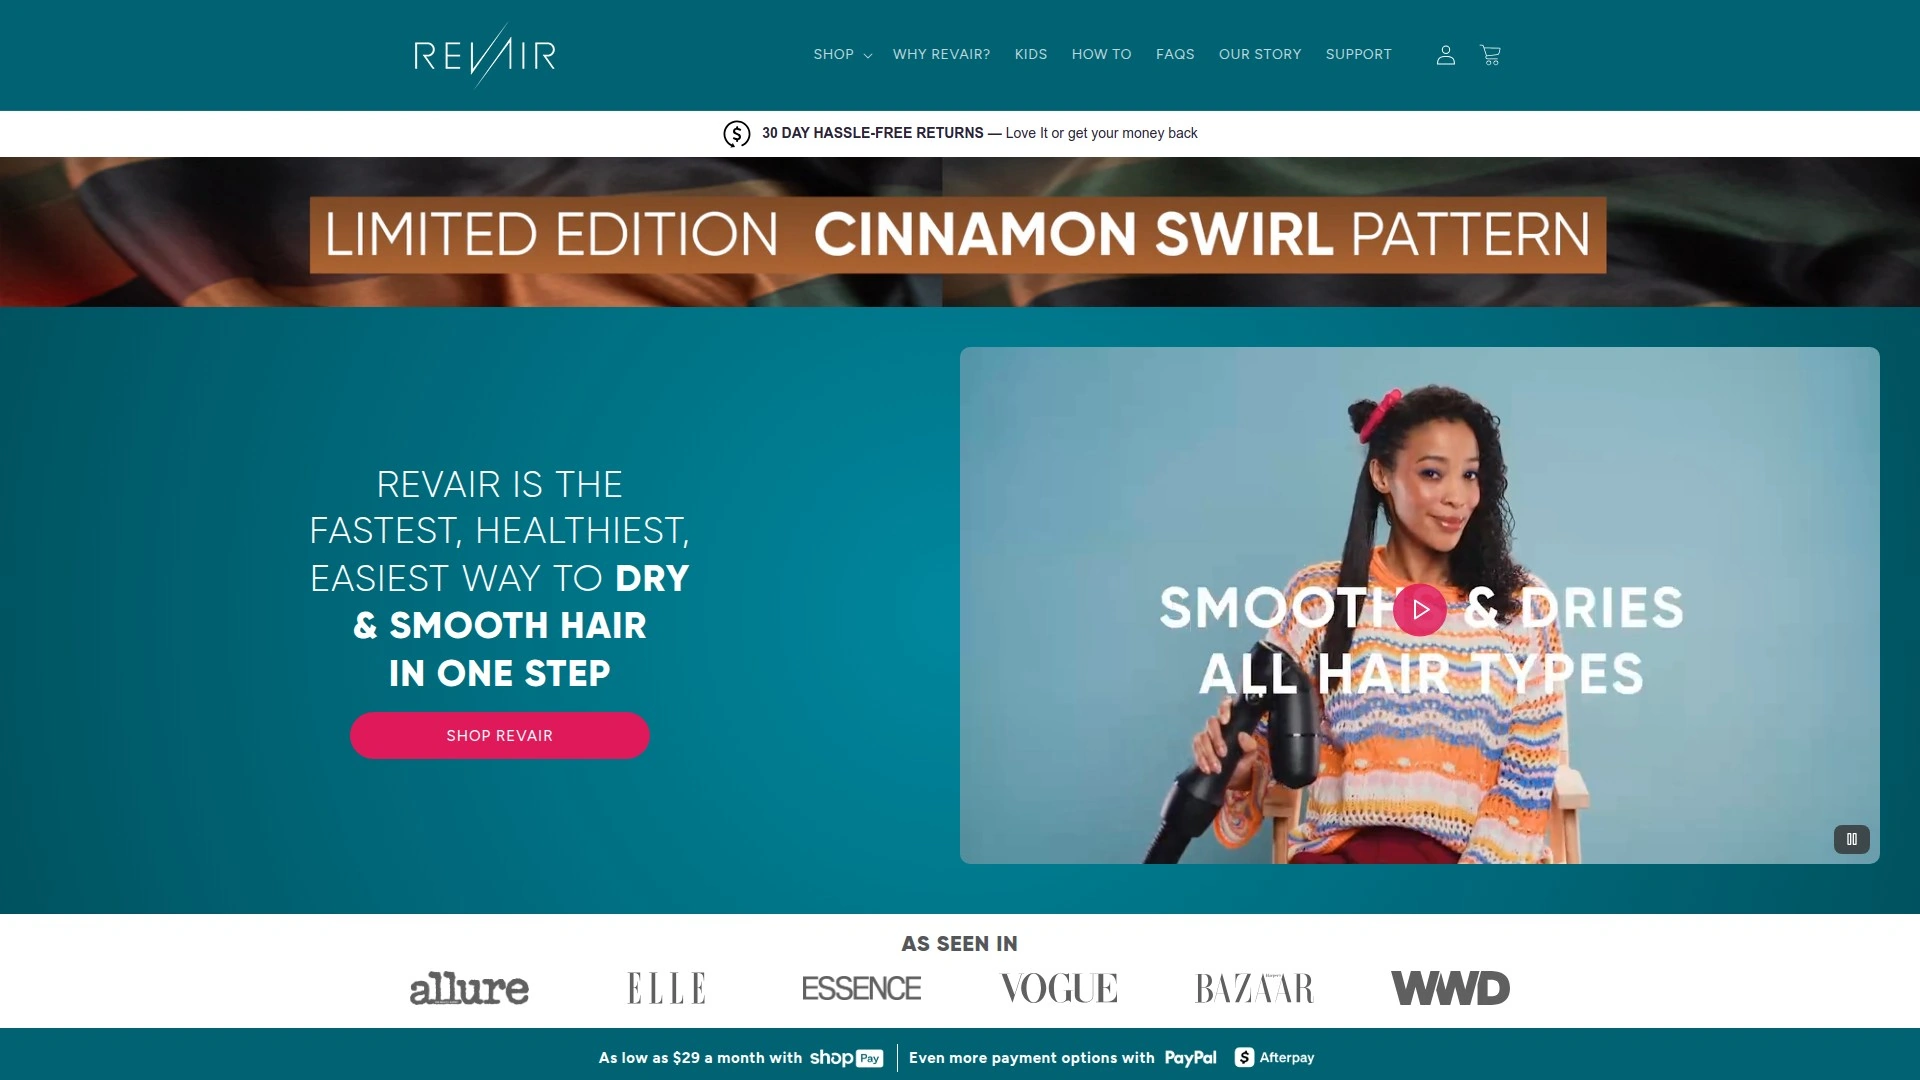 REVAIR
SHOP WHY REVAIR? KIDS HOW TO FAQS OUR STORY SUPPORT
30 DAY HASSLE-FREE RETURNS — Love It or get your money back
LIMITED EDITION CINNAMON SWIRL PATTERN
REVAIR IS THE
FASTEST, HEALTHIEST,
EASIEST WAY TO DRY
& SMOOTH HAIR
IN ONE STEP
SHOP REVAIR
SMOOTHS & DRIES
ALL HAIR TYPES
AS SEEN IN
allure ELLE ESSENCE VOGUE Harper's BAZAAR WWD
As low as $29 a month with shop Pay Even more payment options with PayPal $ Afterpay